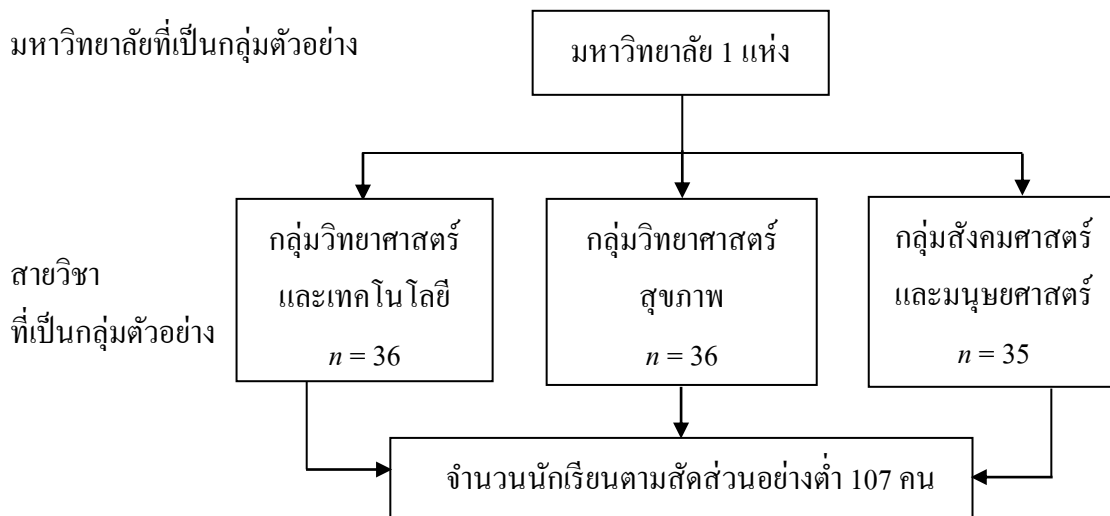 มหาวิทยาลัยที่เป็นกลุ่มตัวอย่าง
มหาวิทยาลัย 1 แห่ง
สายวิชา
ที่เป็นกลุ่มตัวอย่าง
กลุ่มวิทยาศาสตร์
และเทคโนโลยี
n = 36
กลุ่มวิทยาศาสตร์
สุขภาพ
n = 36
กลุ่มสังคมศาสตร์
และมนุษยศาสตร์
n = 35
จำนวนนักเรียนตามสัดส่วนอย่างต่ำ 107 คน